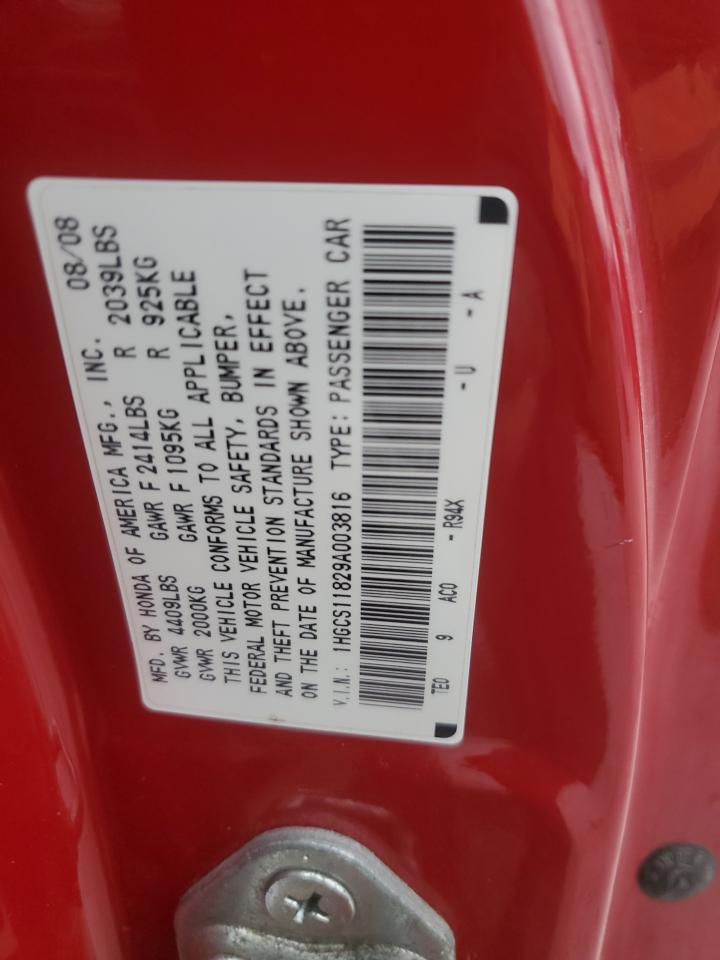 MFD. BY HONDA OF AMERICA MFG., INC. 08/08
GVWR 4409LBS GAWR F 2414LBS R 2039LBS
GVWR 2000KG GAWR F 1095KG R 925KG
THIS VEHICLE CONFORMS TO ALL APPLICABLE
FEDERAL MOTOR VEHICLE SAFETY, BUMPER,
AND THEFT PREVENTION STANDARDS IN EFFECT
ON THE DATE OF MANUFACTURE SHOWN ABOVE.
V.I.N.: 1HGCS11829A003816 TYPE: PASSENGER CAR
TE0 9 AC0 - R94X - U - A